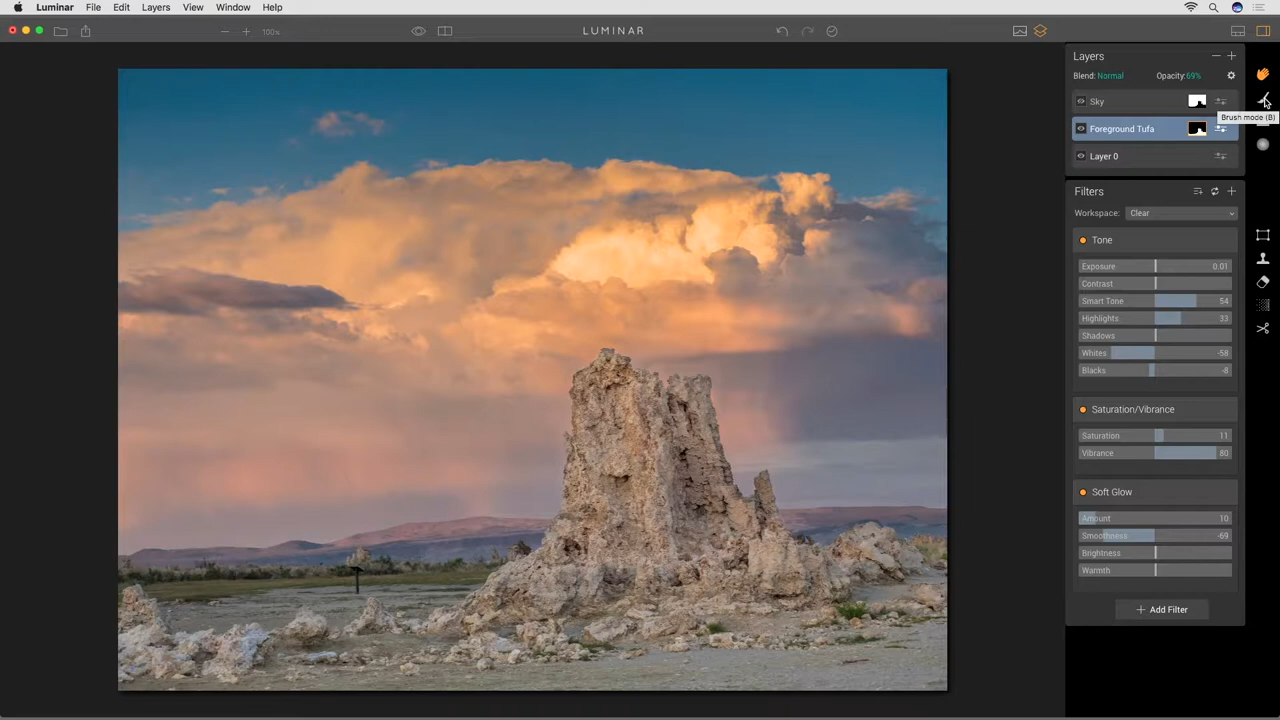 Luminar File Edit Layers View Window Help
100% LUMINAR
Layers
Blend: Normal Opacity: 69%
Sky
Brush mode (B)
Foreground Tufa
Layer 0
Filters
Workspace: Clear
Tone
Exposure 0.01
Contrast
Smart Tone 54
Highlights 33
Shadows
Whites -58
Blacks -8
Saturation/Vibrance
Saturation 11
Vibrance 80
Soft Glow
Amount 10
Smoothness -69
Brightness
Warmth
Add Filter